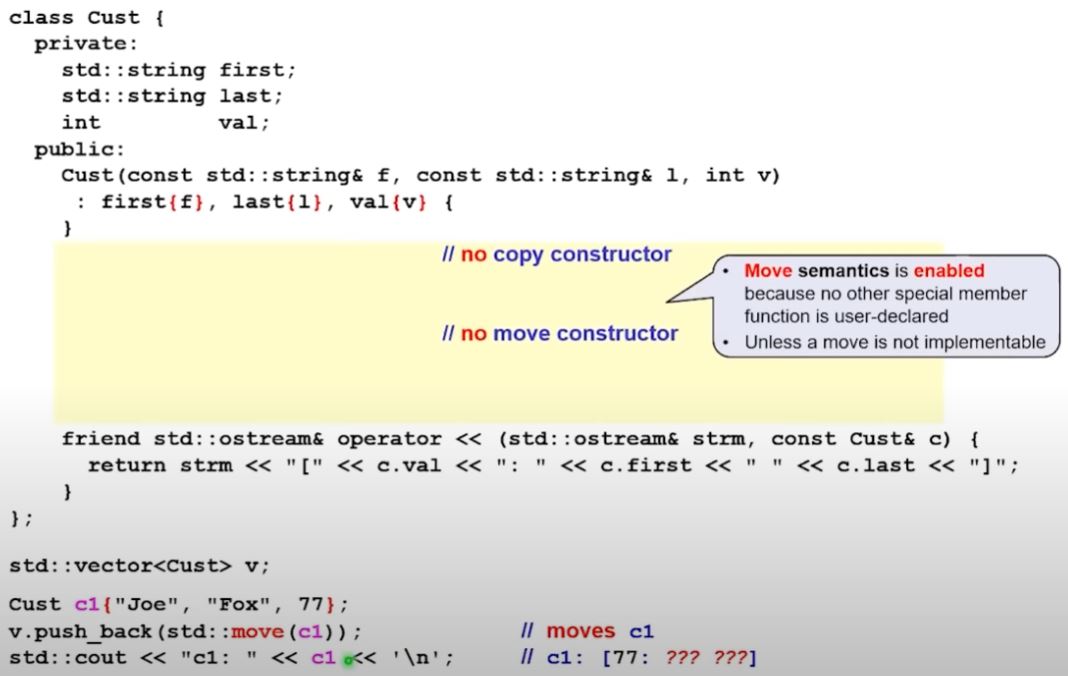 class Cust {
private:
std::string first;
std::string last;
int val;
public:
Cust(const std::string& f, const std::string& l, int v)
: first{f}, last{l}, val{v} {
}
// no copy constructor
• Move semantics is enabled
because no other special member
function is user-declared
• Unless a move is not implementable
// no move constructor
friend std::ostream& operator << (std::ostream& strm, const Cust& c) {
return strm << "[" << c.val << ": " << c.first << " " << c.last << "]";
}
};
std::vector<Cust> v;
Cust c1{"Joe", "Fox", 77};
v.push_back(std::move(c1)); // moves c1
std::cout << "c1: " << c1 << '\n'; // c1: [77: ??? ???]